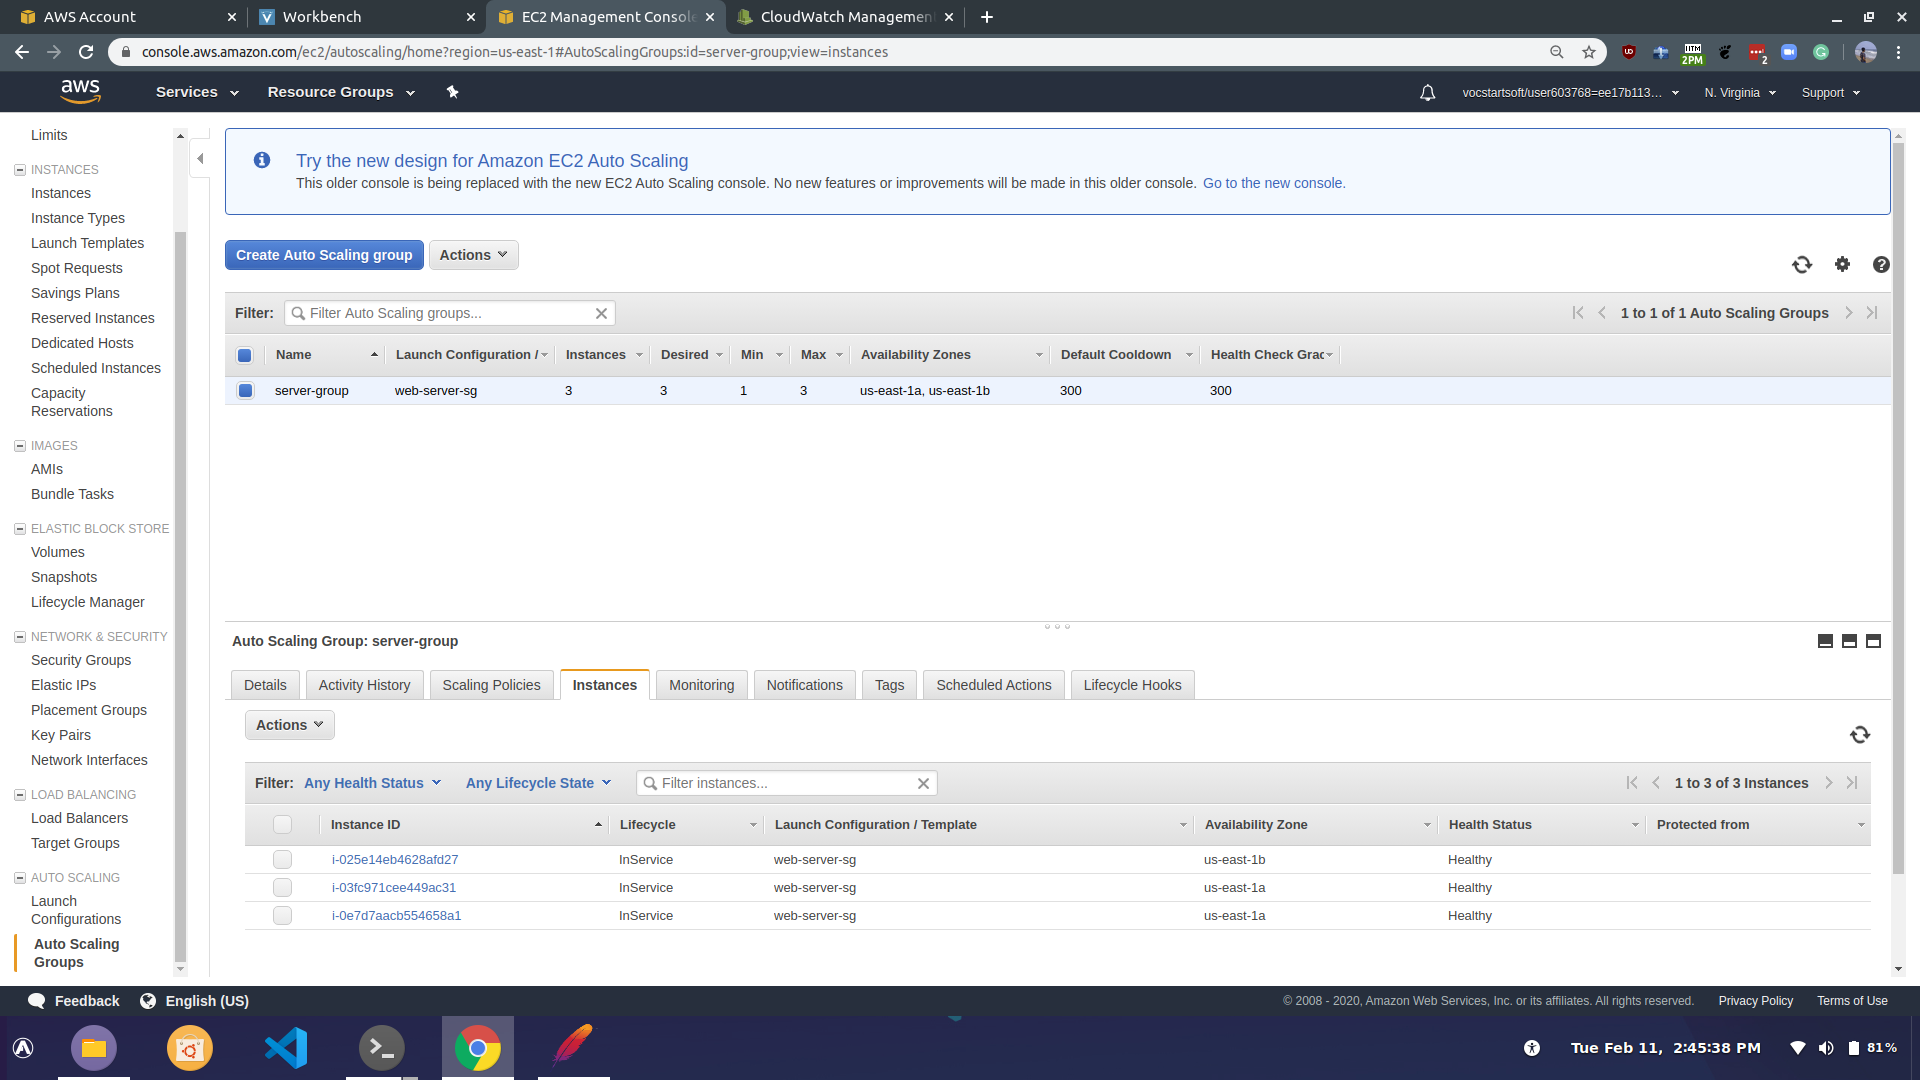 AWS Account
Workbench
EC2 Management Console
CloudWatch Management
console.aws.amazon.com/ec2/autoscaling/home?region=us-east-1#AutoScalingGroups:id=server-group;view=instances
IITM
2PM
2
aws
Services
Resource Groups
vocstartsoft/user603768=ee17b113...
N. Virginia
Support
Limits
INSTANCES
Instances
Instance Types
Launch Templates
Spot Requests
Savings Plans
Reserved Instances
Dedicated Hosts
Scheduled Instances
Capacity
Reservations
IMAGES
AMIs
Bundle Tasks
ELASTIC BLOCK STORE
Volumes
Snapshots
Lifecycle Manager
NETWORK & SECURITY
Security Groups
Elastic IPs
Placement Groups
Key Pairs
Network Interfaces
LOAD BALANCING
Load Balancers
Target Groups
AUTO SCALING
Launch
Configurations
Auto Scaling
Groups
Try the new design for Amazon EC2 Auto Scaling
This older console is being replaced with the new EC2 Auto Scaling console. No new features or improvements will be made in this older console. Go to the new console.
Create Auto Scaling group
Actions
Filter: Filter Auto Scaling groups...
1 to 1 of 1 Auto Scaling Groups
Name Launch Configuration / Instances Desired Min Max Availability Zones Default Cooldown Health Check Grac
server-group web-server-sg 3 3 1 3 us-east-1a, us-east-1b 300 300
Auto Scaling Group: server-group
Details Activity History Scaling Policies Instances Monitoring Notifications Tags Scheduled Actions Lifecycle Hooks
Actions
Filter: Any Health Status Any Lifecycle State Filter instances...
1 to 3 of 3 Instances
Instance ID Lifecycle Launch Configuration / Template Availability Zone Health Status Protected from
i-025e14eb4628afd27 InService web-server-sg us-east-1b Healthy
i-03fc971cee449ac31 InService web-server-sg us-east-1a Healthy
i-0e7d7aacb554658a1 InService web-server-sg us-east-1a Healthy
Feedback
English (US)
© 2008 - 2020, Amazon Web Services, Inc. or its affiliates. All rights reserved.
Privacy Policy
Terms of Use
Tue Feb 11, 2:45:38 PM
81%